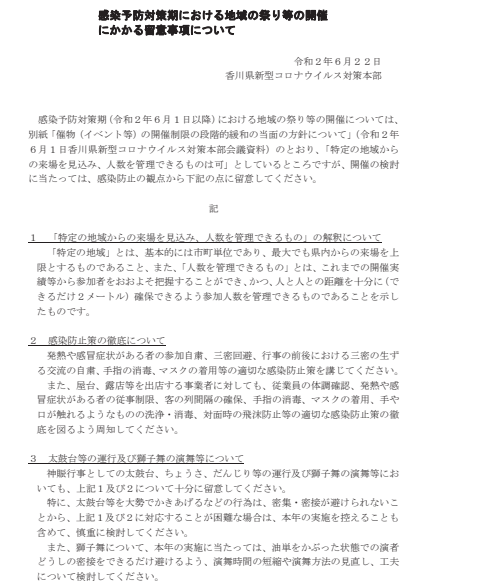 感染予防対策期における地域の祭り等の開催
にかかる留意事項について
令和２年６月２２日
香川県新型コロナウイルス対策本部
感染予防対策期（令和２年６月１日以降）における地域の祭り等の開催については、
別紙「催物（イベント等）の開催制限の段階的緩和の当面の方針について」（令和２年
６月１日香川県新型コロナウイルス対策本部会議資料）のとおり、「特定の地域から
の来場を見込み、人数を管理できるものは可」としているところですが、開催の検討
に当たっては、感染防止の観点から下記の点に留意してください。
記
１　「特定の地域からの来場を見込み、人数を管理できるもの」の解釈について
「特定の地域」とは、基本的には市町単位であり、最大でも県内からの来場を上
限とするものであること、また、「人数を管理できるもの」とは、これまでの開催実
績等から参加者をおおよそ把握することができ、かつ、人と人との距離を十分に（で
きるだけ２メートル）確保できるよう参加人数を管理できるものであることを示し
たものです。
２　感染防止策の徹底について
発熱や感冒症状がある者の参加自粛、三密回避、行事の前後における三密の生ず
る交流の自粛、手指の消毒、マスクの着用等の適切な感染防止策を講じてください。
また、屋台、露店等を出店する事業者に対しても、従業員の体調確認、発熱や感
冒症状がある者の従事制限、客の列間隔の確保、手指の消毒、マスクの着用、手や
口が触れるようなものの洗浄・消毒、対面時の飛沫防止等の適切な感染防止策の徹
底を図るよう周知してください。
３　太鼓台等の運行及び獅子舞の演舞等について
神賑行事としての太鼓台、ちょうさ、だんじり等の運行及び獅子舞の演舞等にお
いても、上記１及び２について十分に留意してください。
特に、太鼓台等を大勢でかきあげるなどの行為は、密集・密接が避けられないこ
とから、上記１及び２に対応することが困難な場合は、本年の実施を控えることも
含めて、慎重に検討してください。
また、獅子舞について、本年の実施に当たっては、油単をかぶった状態での演者
どうしの密接をできるだけ避けるよう、演舞時間の短縮や演舞方法の見直し、工夫
について検討してください。